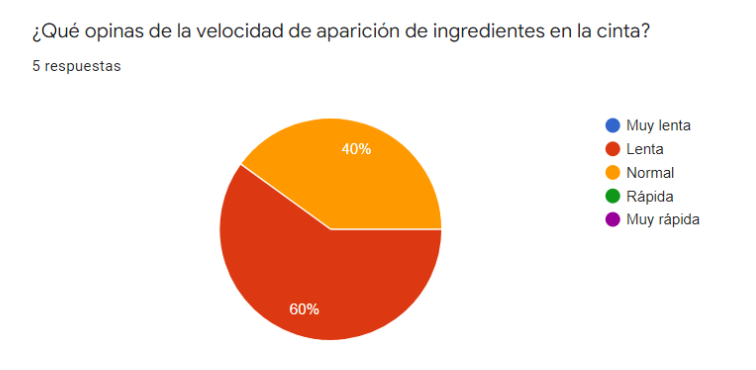 ¿Qué opinas de la velocidad de aparición de ingredientes en la cinta?
5 respuestas
40%
60%
Muy lenta
Lenta
Normal
Rápida
Muy rápida